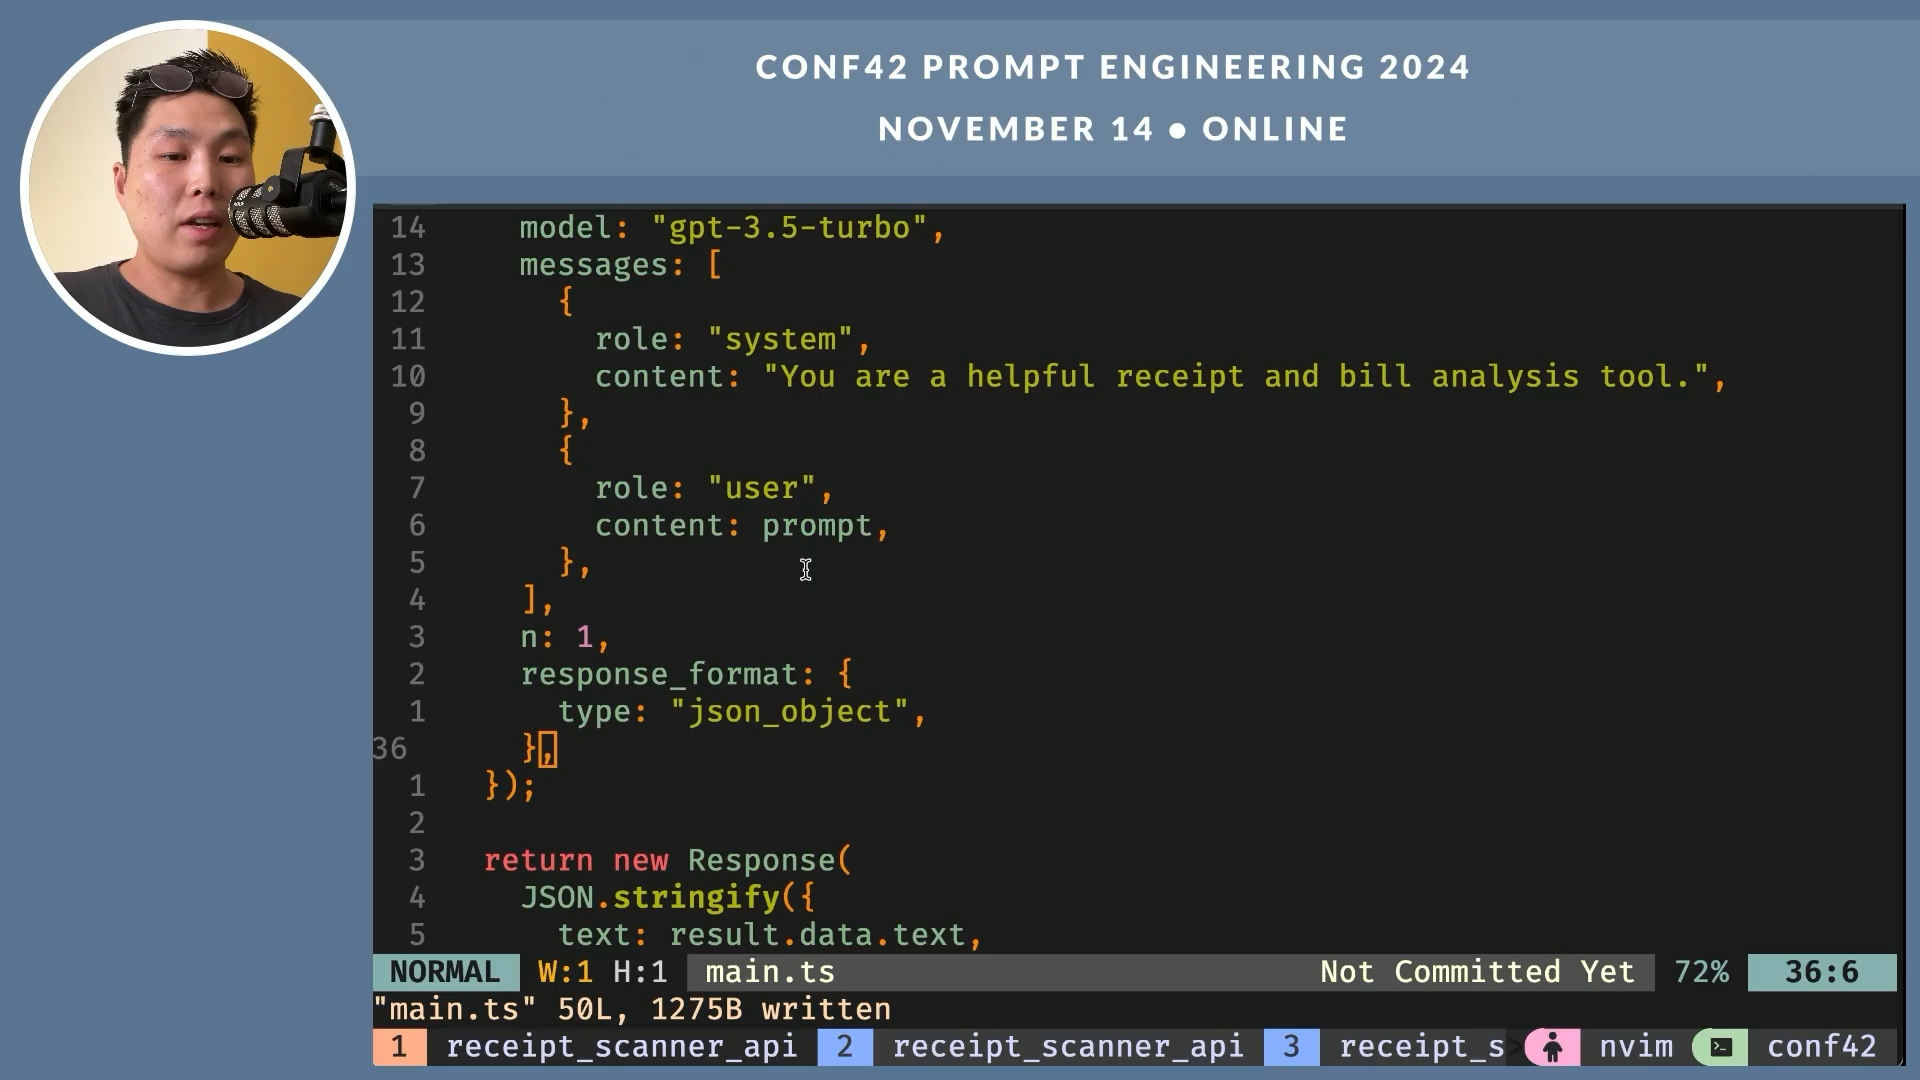 CONF42 PROMPT ENGINEERING 2024
NOVEMBER 14 ● ONLINE
14 model: "gpt-3.5-turbo",
13 messages: [
12 {
11 role: "system",
10 content: "You are a helpful receipt and bill analysis tool.",
9 },
8 {
7 role: "user",
6 content: prompt,
5 },
4 ],
3 n: 1,
2 response_format: {
1 type: "json_object",
36 },
1 });
2
3 return new Response(
4 JSON.stringify({
5 text: result.data.text,
NORMAL W:1 H:1 main.ts Not Committed Yet 72% 36:6
"main.ts" 50L, 1275B written
1 receipt_scanner_api 2 receipt_scanner_api 3 receipt_s> nvim conf42